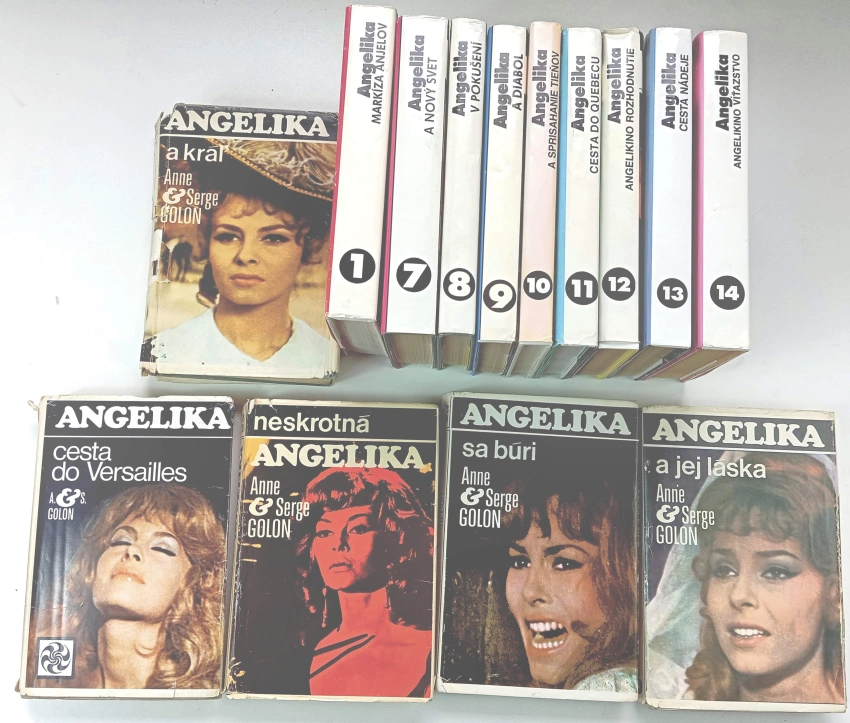 ANGELIKA
a kráľ
Anne
& Serge
GOLON
Angelika
MARKÍZA ANJELOV
1
Angelika
A NOVÝ SVET
7
Angelika
V POKUŠENÍ
8
Angelika
A DIABOL
9
Angelika
A SPRISAHANIE TIEŇOV
10
Angelika
CESTA DO QUEBECU
11
Angelika
ANGELIKINO ROZHODNUTIE
12
Angelika
CESTA NÁDEJE
13
Angelika
ANGELIKINO VÍŤAZSTVO
14
ANGELIKA
cesta
do Versailles
A. & S.
GOLON
neskrotná
ANGELIKA
Anne
& Serge
GOLON
ANGELIKA
sa búri
Anne
& Serge
GOLON
ANGELIKA
a jej láska
Anne
& Serge
GOLON